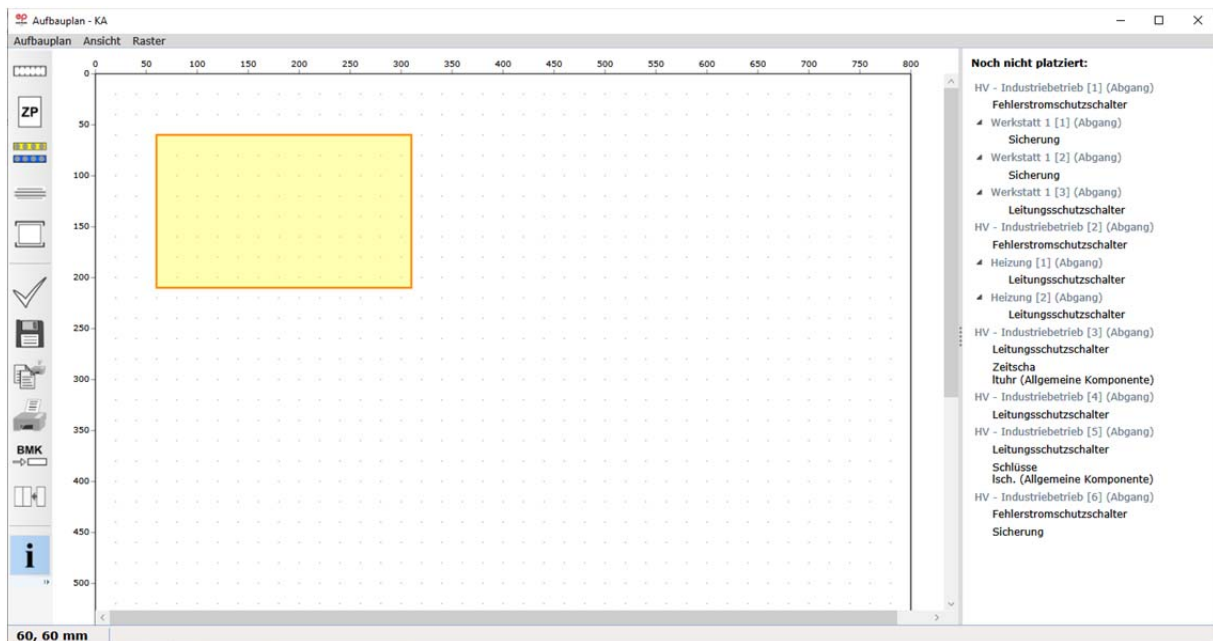 ep Aufbauplan - KA
Aufbauplan Ansicht Raster
0 50 100 150 200 250 300 350 400 450 500 550 600 650 700 750 800
0
50
100
150
200
250
300
350
400
450
500
ZP
BMK
i
Noch nicht platziert:
HV - Industriebetrieb [1] (Abgang)
Fehlerstromschutzschalter
Werkstatt 1 [1] (Abgang)
Sicherung
Werkstatt 1 [2] (Abgang)
Sicherung
Werkstatt 1 [3] (Abgang)
Leitungsschutzschalter
HV - Industriebetrieb [2] (Abgang)
Fehlerstromschutzschalter
Heizung [1] (Abgang)
Leitungsschutzschalter
Heizung [2] (Abgang)
Leitungsschutzschalter
HV - Industriebetrieb [3] (Abgang)
Leitungsschutzschalter
Zeitscha
ltuhr (Allgemeine Komponente)
HV - Industriebetrieb [4] (Abgang)
Leitungsschutzschalter
HV - Industriebetrieb [5] (Abgang)
Leitungsschutzschalter
Schlüsse
lsch. (Allgemeine Komponente)
HV - Industriebetrieb [6] (Abgang)
Fehlerstromschutzschalter
Sicherung
60, 60 mm